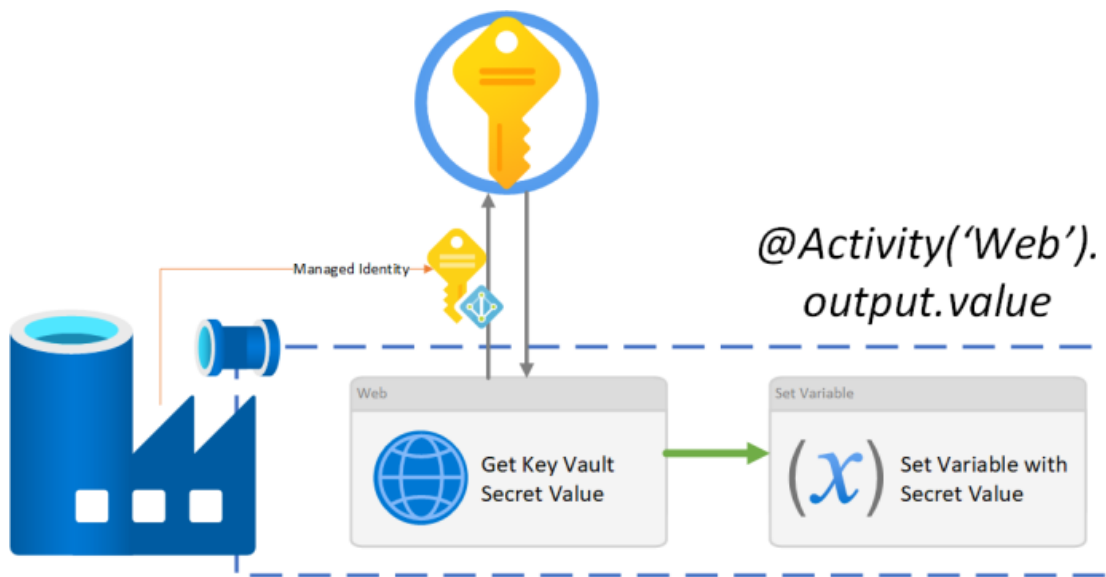 @Activity(‘Web’).
output.value
Managed Identity
Web
Get Key Vault
Secret Value
Set Variable
(x)
Set Variable with
Secret Value